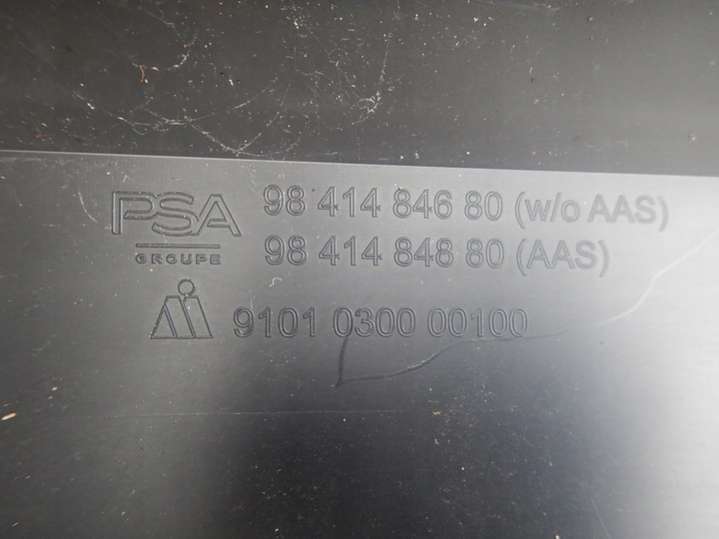 PSA
GROUPE
98 414 846 80 (w/o AAS)
98 414 848 80 (AAS)
9101 0300 00100